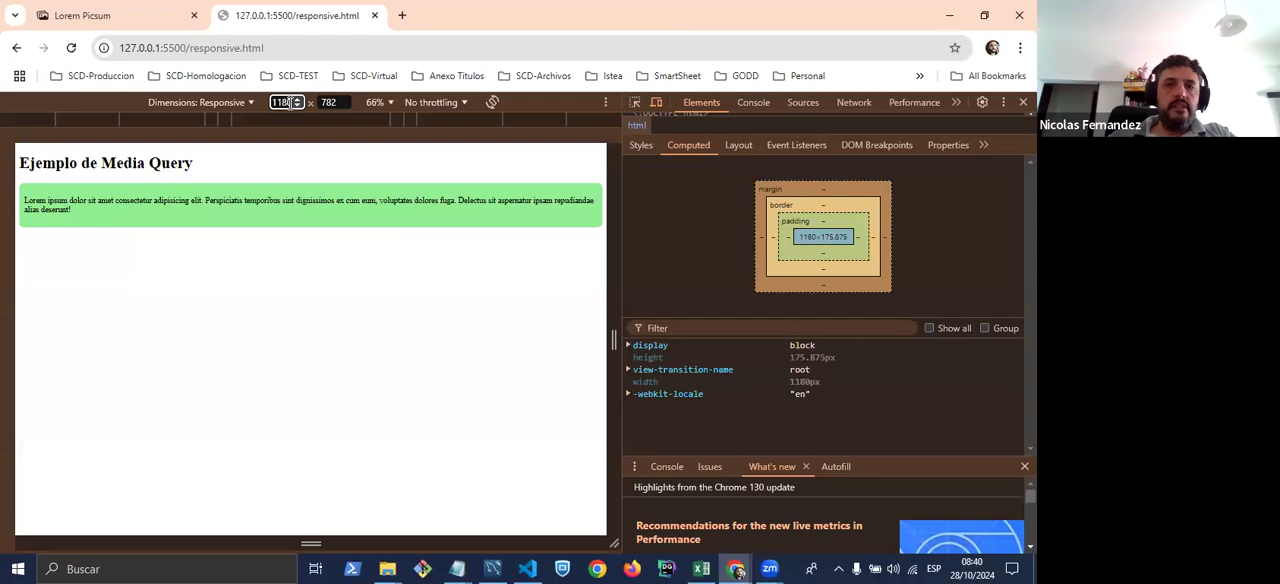 Lorem Picsum
127.0.0.1:5500/responsive.html
127.0.0.1:5500/responsive.html
SCD-Produccion
SCD-Homologacion
SCD-TEST
SCD-Virtual
Anexo Titulos
SCD-Archivos
Istea
SmartSheet
GODD
Personal
All Bookmarks
Dimensions: Responsive
1180
×
782
66%
No throttling
Elements
Console
Sources
Network
Performance
html
Styles
Computed
Layout
Event Listeners
DOM Breakpoints
Properties
Ejemplo de Media Query
Lorem ipsum dolor sit amet consectetur adipisicing elit. Perspiciatis temporibus sint dignissimos ex cum eum, voluptates dolores fuga. Delectus sit aspernatur ipsam repudiandae
alias deserunt!
margin
border
padding
1180×175.875
Filter
Show all
Group
display block
height 175.875px
view-transition-name root
width 1180px
-webkit-locale "en"
Console
Issues
What's new
Autofill
Highlights from the Chrome 130 update
Recommendations for the new live metrics in
Performance
Nicolas Fernandez
Buscar
ESP
08:40
28/10/2024